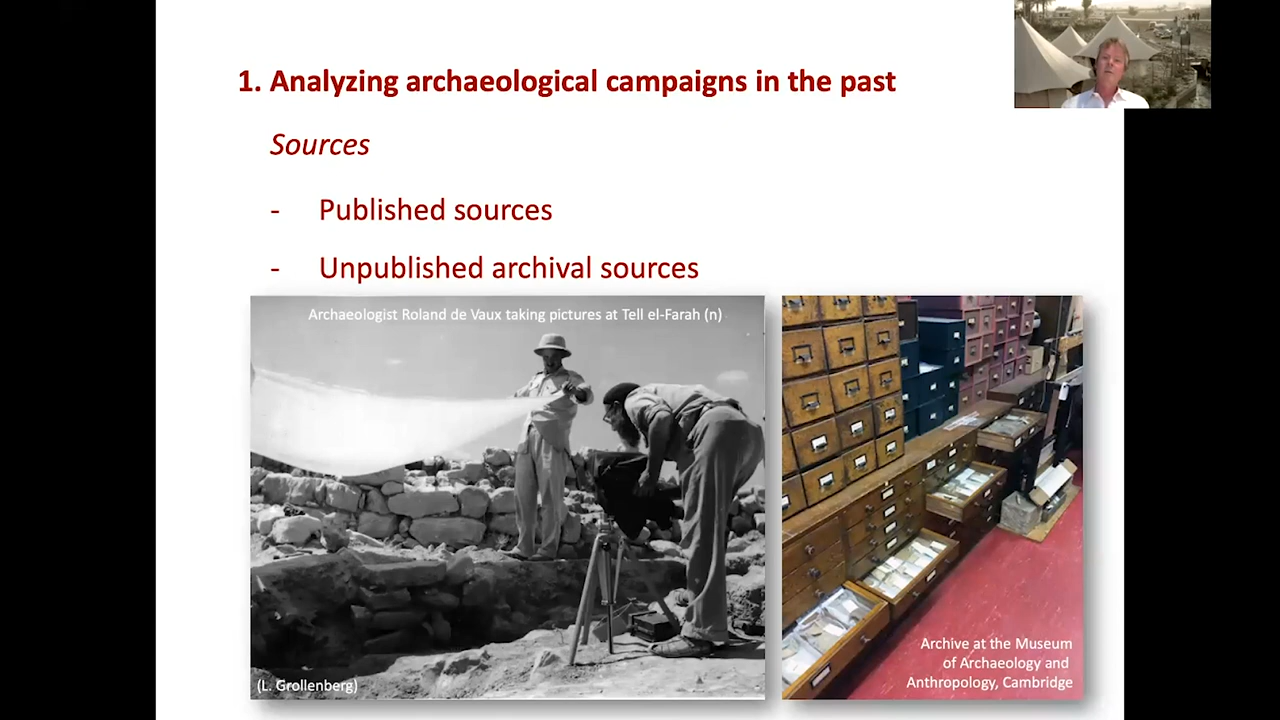 1. Analyzing archaeological campaigns in the past
Sources
- Published sources
- Unpublished archival sources
Archaeologist Roland de Vaux taking pictures at Tell el-Farah (n)
(L. Grollenberg)
Archive at the Museum
of Archaeology and
Anthropology, Cambridge